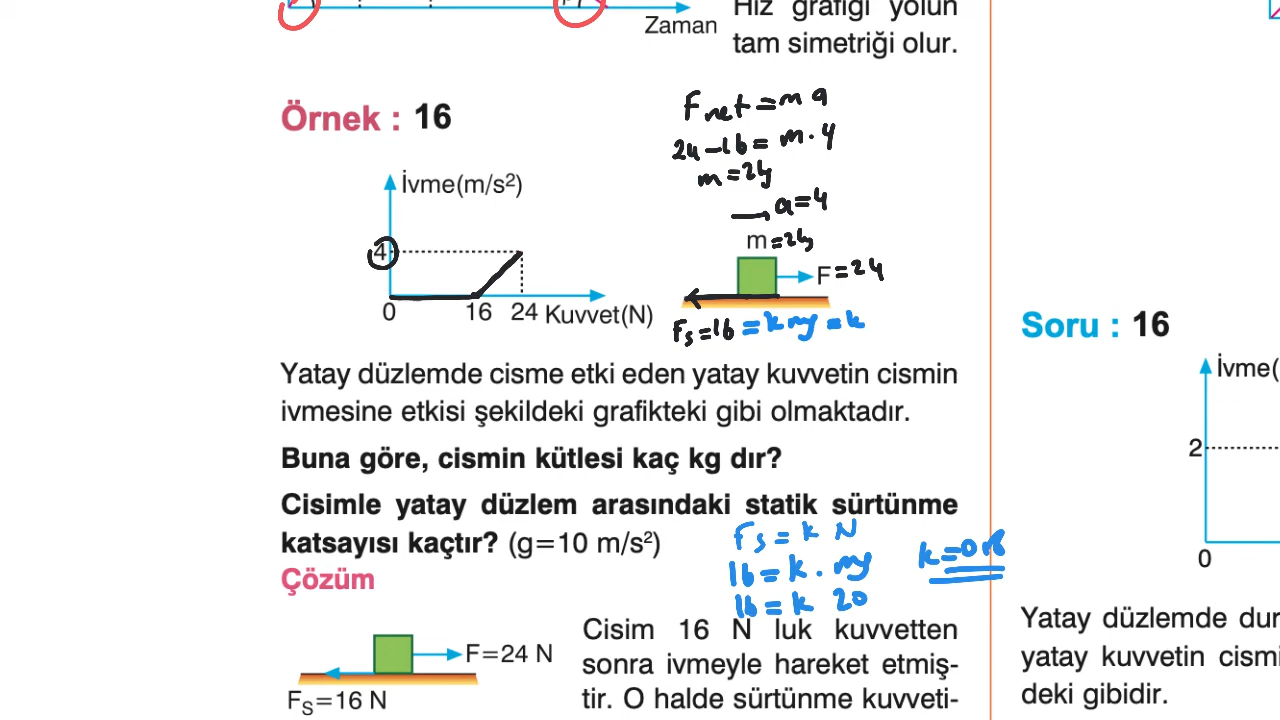 Hız grafiği yolun
Zaman
tam simetriği olur.
Örnek : 16
İvme(m/s²)
4
0 16 24 Kuvvet(N)
Fnet = m a
24 - 16 = m . 4
m = 2kg
a = 4
m = 2kg
F = 24
Fs = 16 = k mg = k
Yatay düzlemde cisme etki eden yatay kuvvetin cismin
ivmesine etkisi şekildeki grafikteki gibi olmaktadır.
Buna göre, cismin kütlesi kaç kg dır?
Cisimle yatay düzlem arasındaki statik sürtünme
katsayısı kaçtır? (g=10 m/s²)
Fs = k N
16 = k . mg
16 = k 20
k = 0,8
Çözüm
F=24 N
FS=16 N
Cisim 16 N luk kuvvetten
sonra ivmeyle hareket etmiş-
tir. O halde sürtünme kuvveti-
Soru : 16
İvme(
2
0
Yatay düzlemde dur
yatay kuvvetin cismi
deki gibidir.